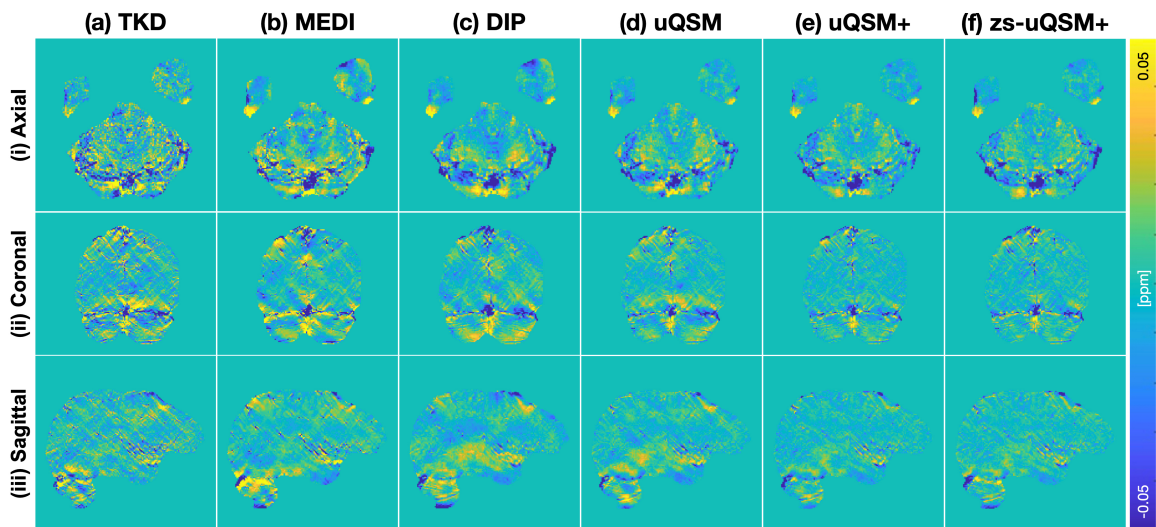 (a) TKD (b) MEDI (c) DIP (d) uQSM (e) uQSM+ (f) zs-uQSM+
(i) Axial
(ii) Coronal
(iii) Sagittal
0.05
[ppm]
-0.05